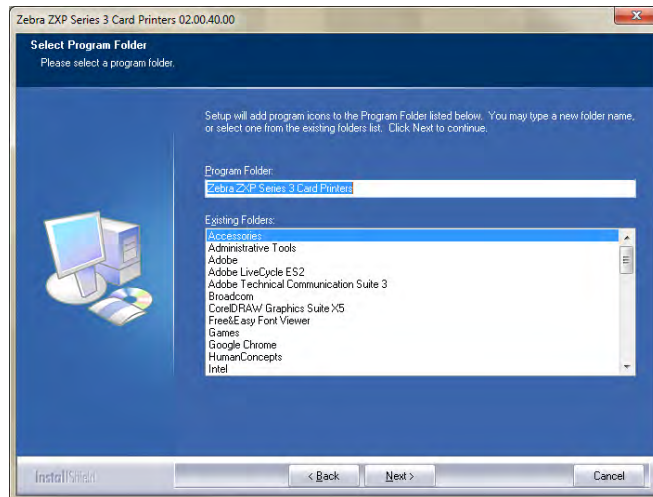 Zebra ZXP Series 3 Card Printers 02.00.40.00
Select Program Folder
Please select a program folder.
Setup will add program icons to the Program Folder listed below. You may type a new folder name,
or select one from the existing folders list. Click Next to continue.
Program Folder:
Zebra ZXP Series 3 Card Printers
Existing Folders:
Accessories
Administrative Tools
Adobe
Adobe LiveCycle ES2
Adobe Technical Communication Suite 3
Broadcom
CorelDRAW Graphics Suite X5
Free&Easy Font Viewer
Games
Google Chrome
HumanConcepts
Intel
InstallShield
< Back
Next >
Cancel